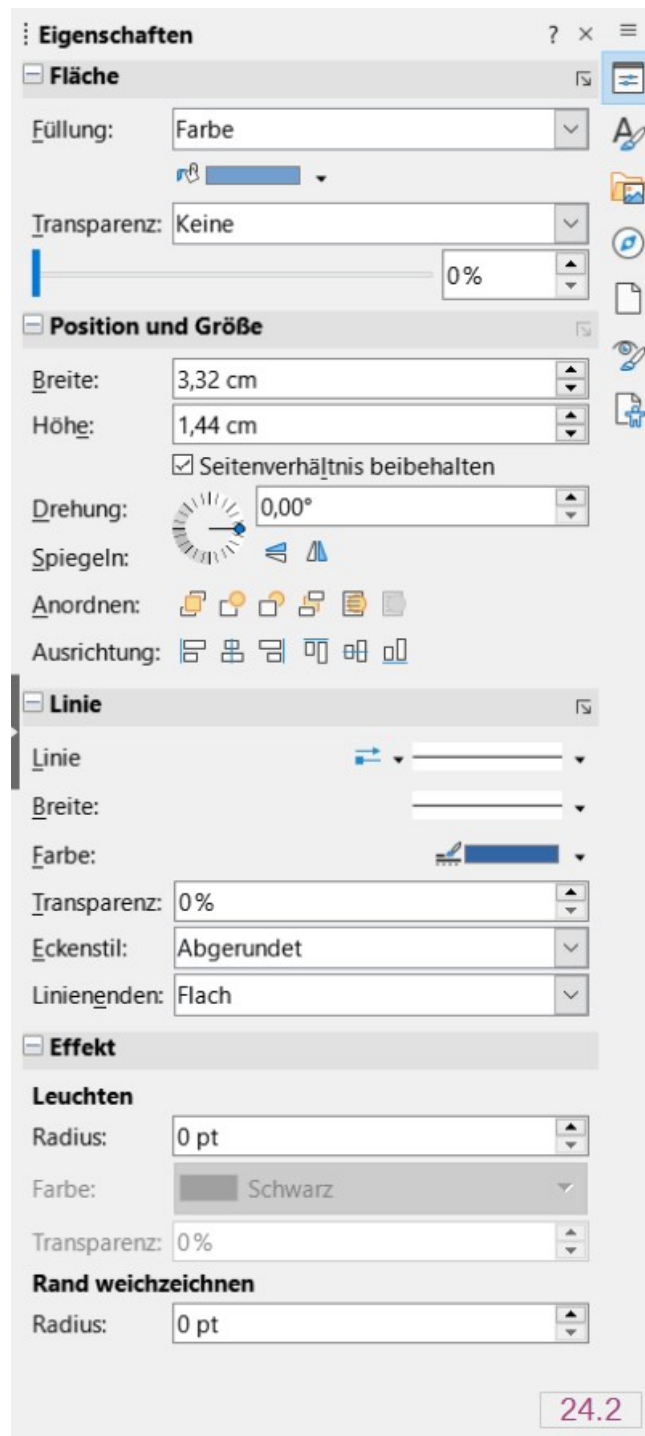 Eigenschaften ? ×
Fläche
Füllung: Farbe
Transparenz: Keine
0%
Position und Größe
Breite: 3,32 cm
Höhe: 1,44 cm
Seitenverhältnis beibehalten
Drehung: 0,00°
Spiegeln:
Anordnen:
Ausrichtung:
Linie
Linie
Breite:
Farbe:
Transparenz: 0%
Eckenstil: Abgerundet
Linienenden: Flach
Effekt
Leuchten
Radius: 0 pt
Farbe: Schwarz
Transparenz: 0%
Rand weichzeichnen
Radius: 0 pt
24.2